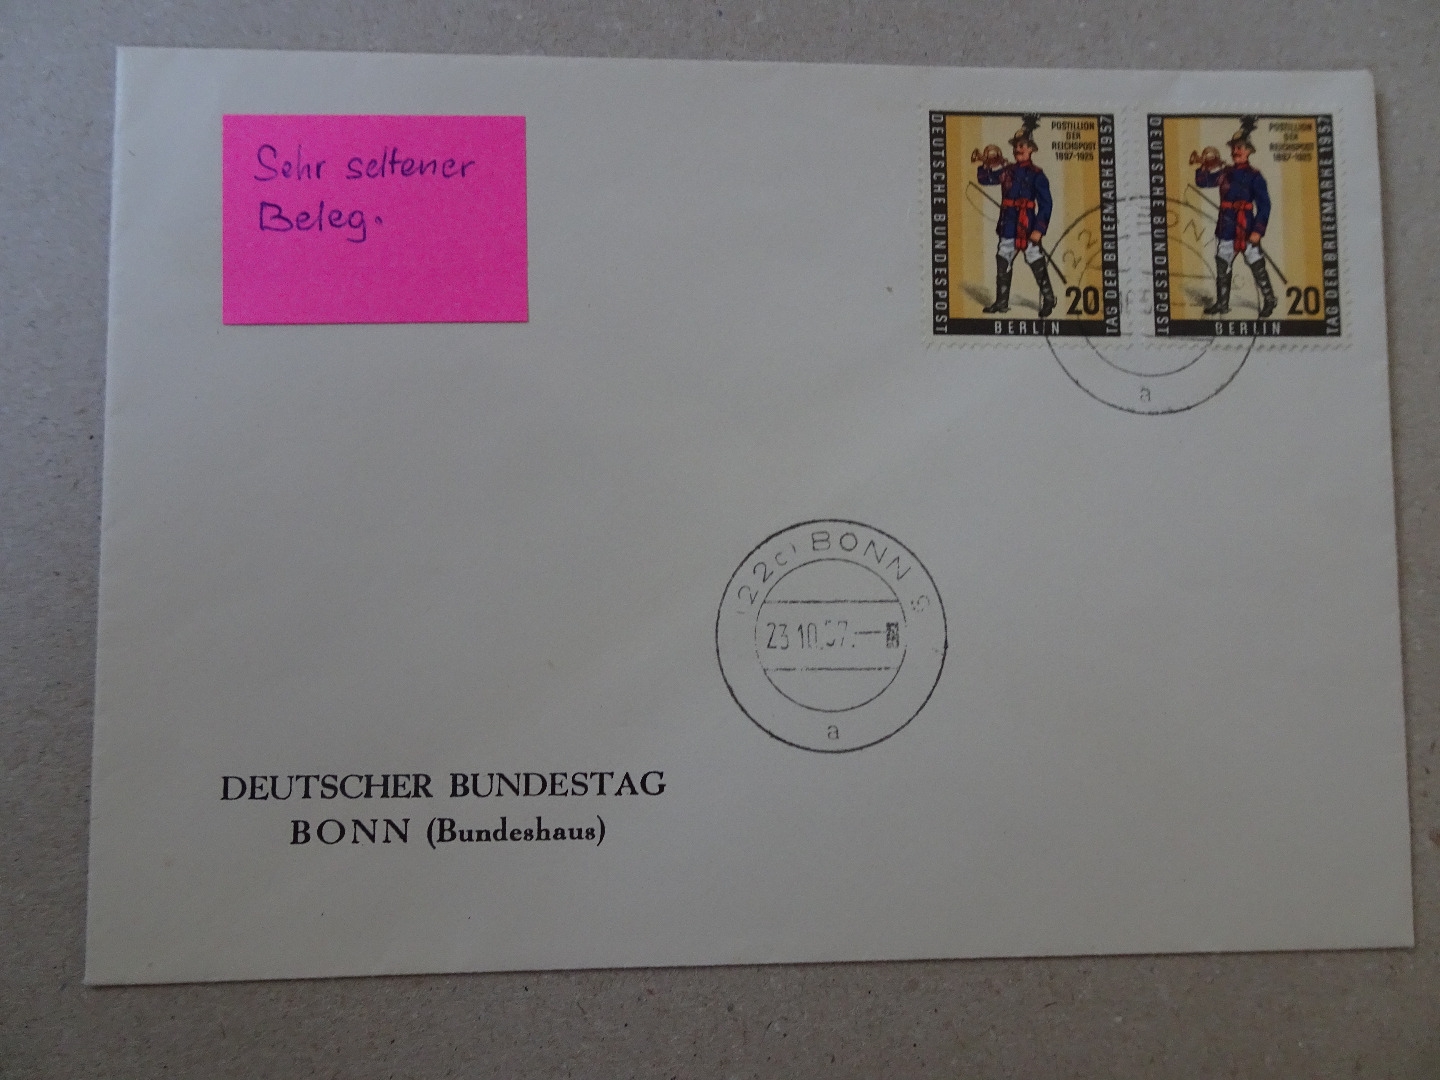 Sehr seltener
Beleg.
DEUTSCHE BUNDESPOST
POSTILLION
DER
REICHSPOST
1897-1925
TAG DER BRIEFMARKE 1957
20
BERLIN
DEUTSCHE BUNDESPOST
POSTILLION
DER
REICHSPOST
1897-1925
TAG DER BRIEFMARKE 1957
20
BERLIN
22
a
(22c) BONN
23.10.57.
a
DEUTSCHER BUNDESTAG
BONN (Bundeshaus)